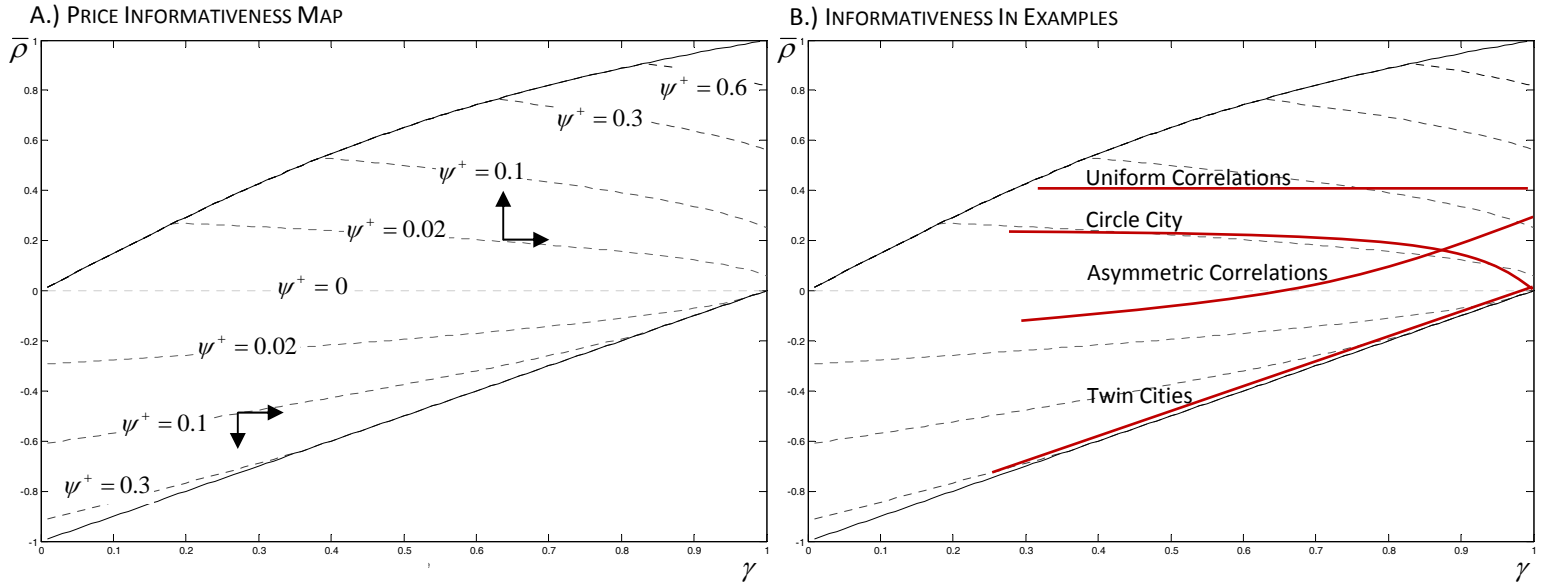 A.) PRICE INFORMATIVENESS MAP
ρ̅
1
0.8
0.6
0.4
0.2
0
-0.2
-0.4
-0.6
-0.8
-1
ψ⁺ = 0.6
ψ⁺ = 0.3
ψ⁺ = 0.1
ψ⁺ = 0.02
ψ⁺ = 0
ψ⁺ = 0.02
ψ⁺ = 0.1
ψ⁺ = 0.3
0 0.1 0.2 0.3 0.4 0.5 0.6 0.7 0.8 0.9 1
γ
B.) INFORMATIVENESS IN EXAMPLES
ρ̅
1
0.8
0.6
0.4
0.2
0
-0.2
-0.4
-0.6
-0.8
-1
Uniform Correlations
Circle City
Asymmetric Correlations
Twin Cities
0 0.1 0.2 0.3 0.4 0.5 0.6 0.7 0.8 0.9 1
γ